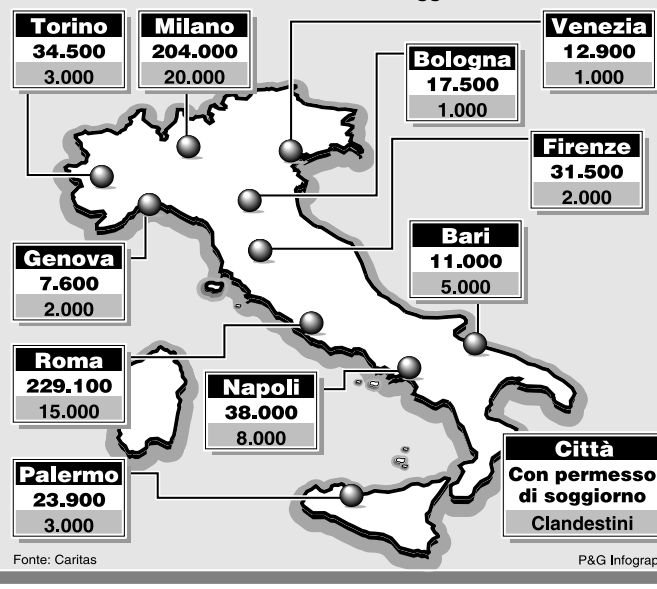 Torino
34.500
3.000
Milano
204.000
20.000
Venezia
12.900
1.000
Bologna
17.500
1.000
Firenze
31.500
2.000
Genova
7.600
2.000
Bari
11.000
5.000
Roma
229.100
15.000
Napoli
38.000
8.000
Palermo
23.900
3.000
Città
Con permesso
di soggiorno
Clandestini
Fonte: Caritas
P&G Infograp